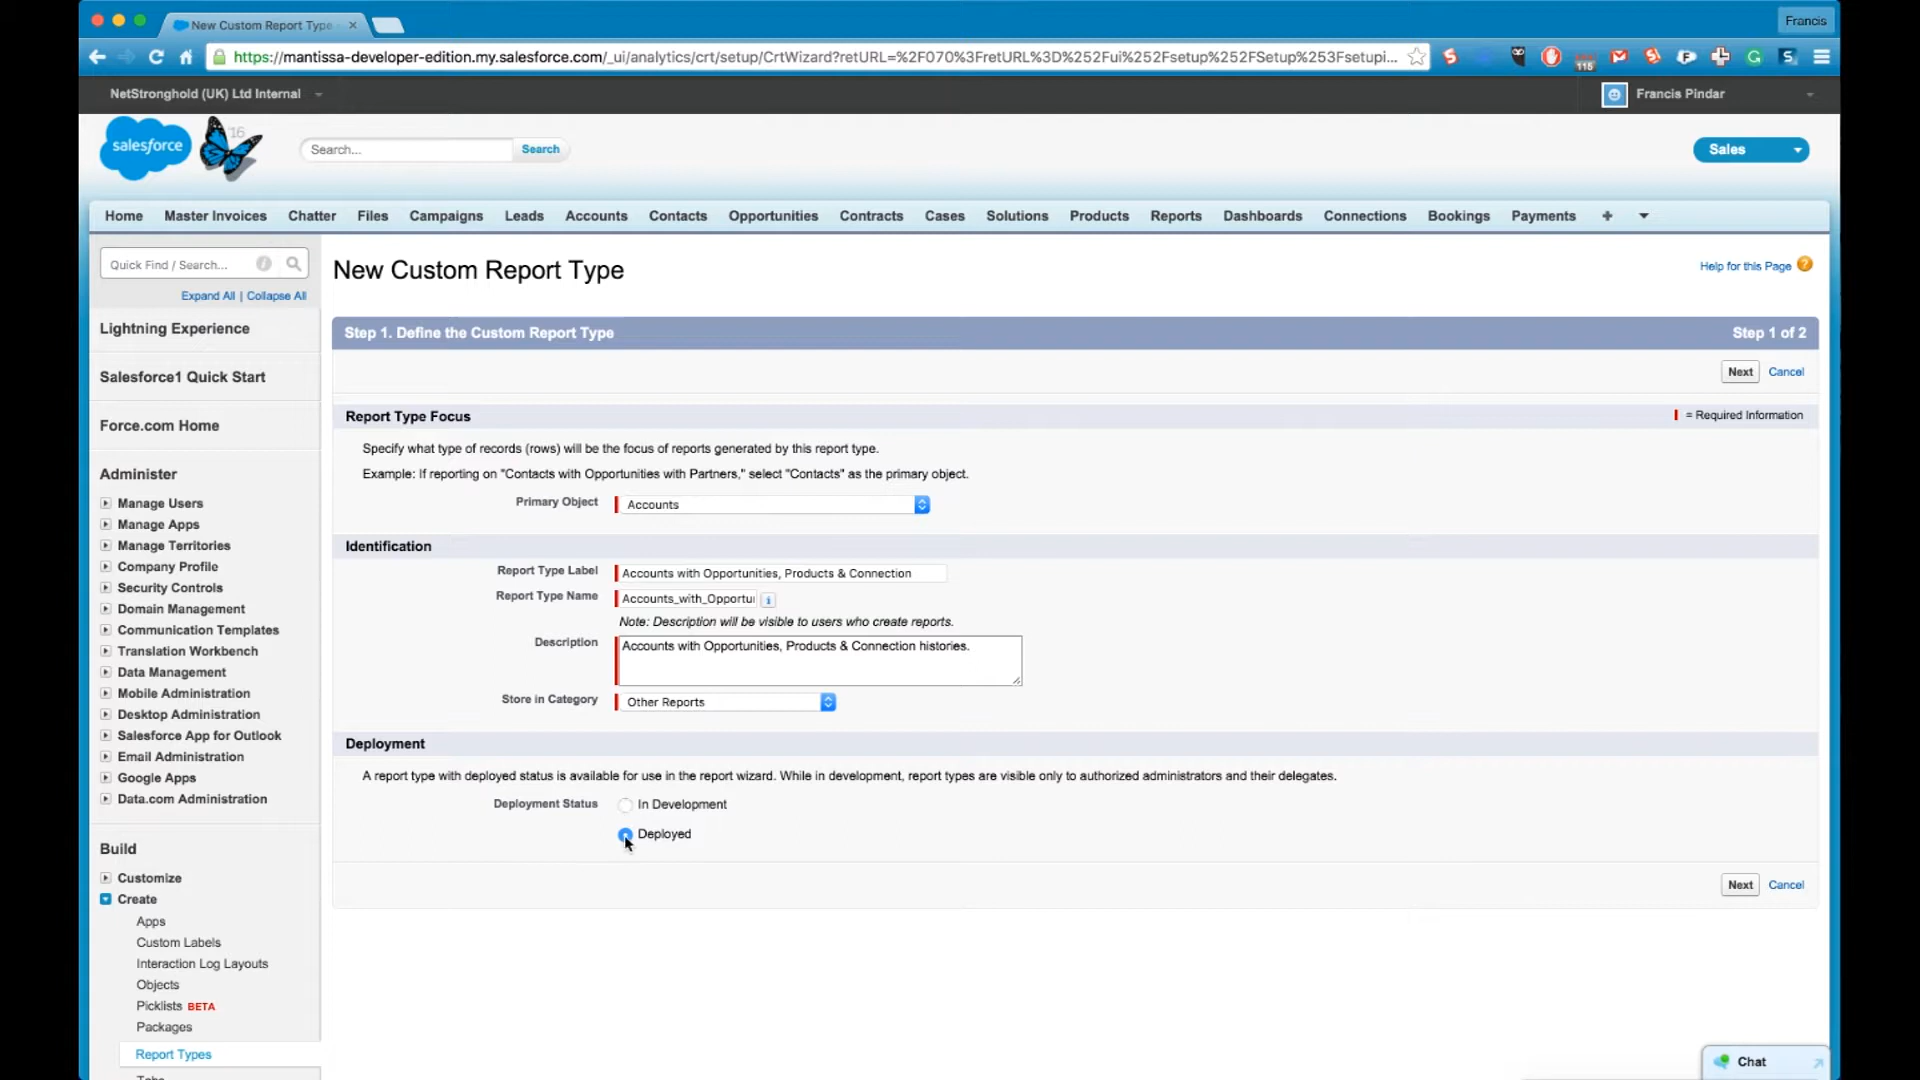 New Custom Report Type
Francis
https://mantissa-developer-edition.my.salesforce.com/_ui/analytics/crt/setup/CrtWizard?retURL=%2F070%3FretURL%3D%252Fui%252Fsetup%252FSetup%253Fsetupi...
115
NetStronghold (UK) Ltd Internal
Francis Pindar
salesforce
'16
Search...
Search
Sales
Home Master Invoices Chatter Files Campaigns Leads Accounts Contacts Opportunities Contracts Cases Solutions Products Reports Dashboards Connections Bookings Payments +
Quick Find / Search...
Expand All | Collapse All
Lightning Experience
Salesforce1 Quick Start
Force.com Home
Administer
Manage Users
Manage Apps
Manage Territories
Company Profile
Security Controls
Domain Management
Communication Templates
Translation Workbench
Data Management
Mobile Administration
Desktop Administration
Salesforce App for Outlook
Email Administration
Google Apps
Data.com Administration
Build
Customize
Create
Apps
Custom Labels
Interaction Log Layouts
Objects
Picklists BETA
Packages
Report Types
New Custom Report Type
Help for this Page ?
Step 1. Define the Custom Report Type
Step 1 of 2
Next Cancel
Report Type Focus
= Required Information
Specify what type of records (rows) will be the focus of reports generated by this report type.
Example: If reporting on "Contacts with Opportunities with Partners," select "Contacts" as the primary object.
Primary Object Accounts
Identification
Report Type Label Accounts with Opportunities, Products & Connection
Report Type Name Accounts_with_Opportu
Note: Description will be visible to users who create reports.
Description Accounts with Opportunities, Products & Connection histories.
Store in Category Other Reports
Deployment
A report type with deployed status is available for use in the report wizard. While in development, report types are visible only to authorized administrators and their delegates.
Deployment Status In Development
Deployed
Next Cancel
Chat